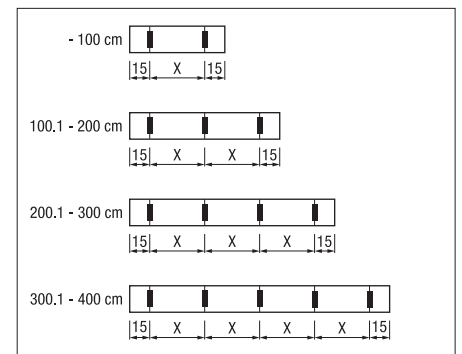 - 100 cm
15 X 15
100.1 - 200 cm
15 X X 15
200.1 - 300 cm
15 X X X 15
300.1 - 400 cm
15 X X X X 15